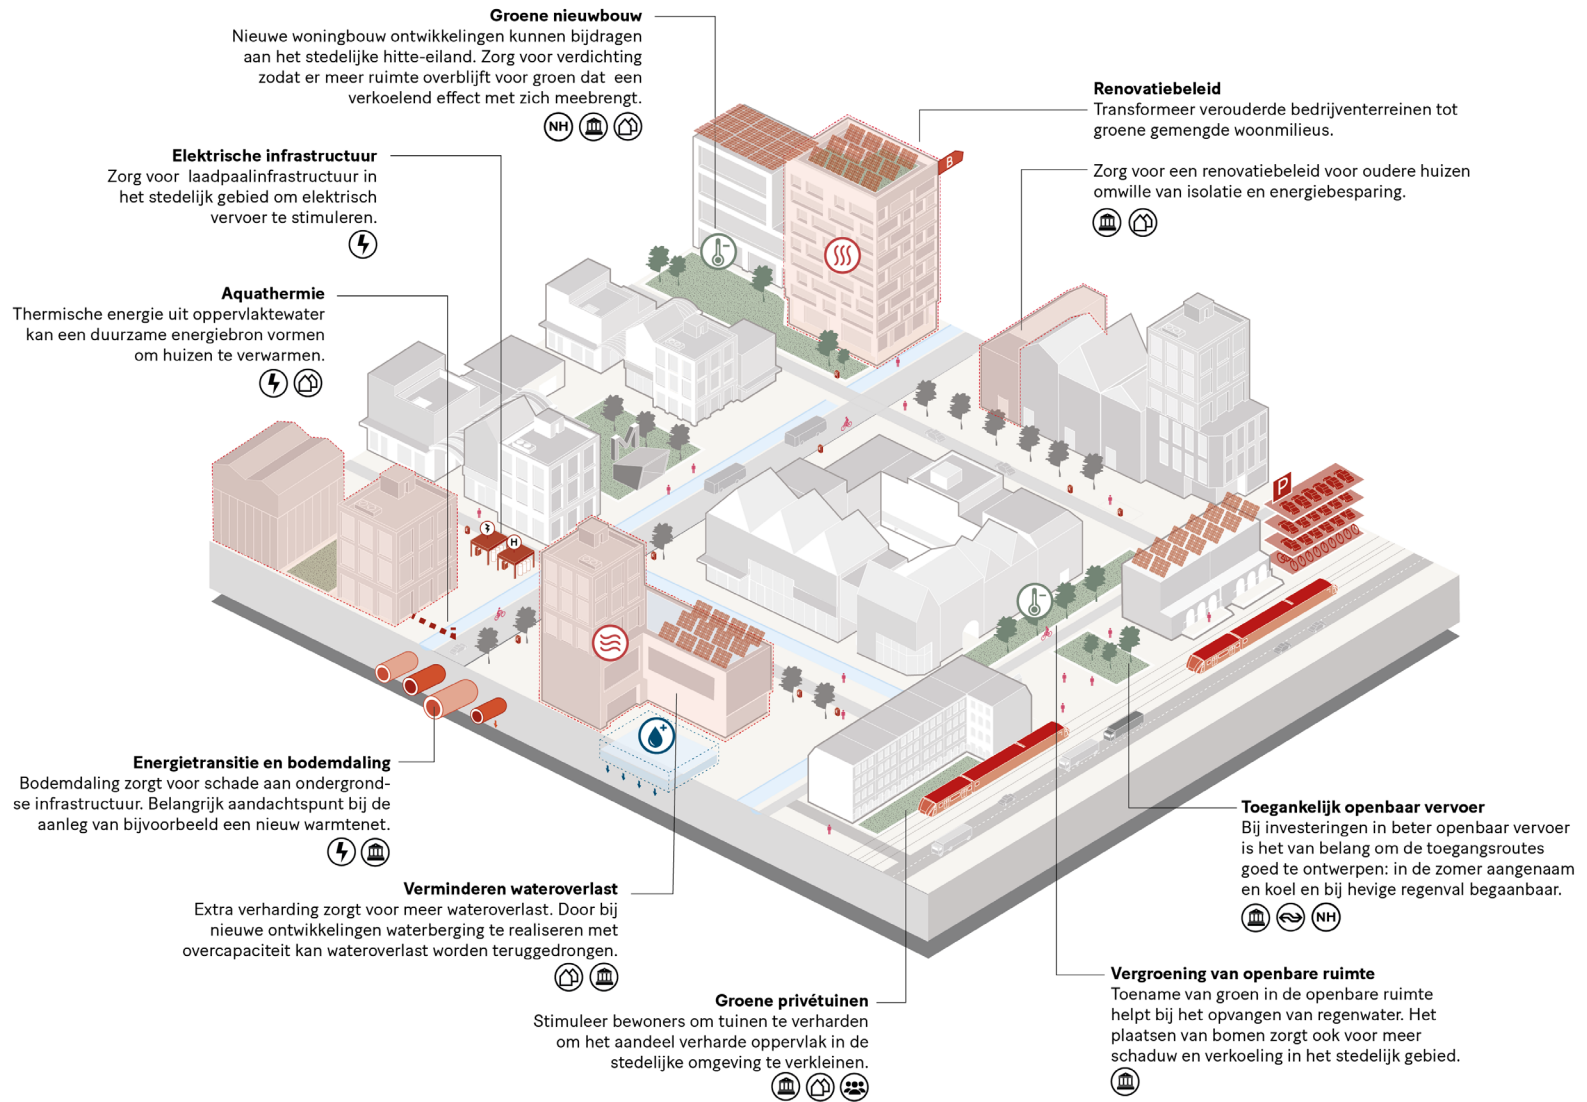 Groene nieuwbouw
Nieuwe woningbouw ontwikkelingen kunnen bijdragen
aan het stedelijke hitte-eiland. Zorg voor verdichting
zodat er meer ruimte overblijft voor groen dat een
verkoelend effect met zich meebrengt.
NH
Renovatiebeleid
Transformeer verouderde bedrijventerreinen tot
groene gemengde woonmilieus.
Zorg voor een renovatiebeleid voor oudere huizen
omwille van isolatie en energiebesparing.
B
Elektrische infrastructuur
Zorg voor laadpaalinfrastructuur in
het stedelijk gebied om elektrisch
vervoer te stimuleren.
Aquathermie
Thermische energie uit oppervlaktewater
kan een duurzame energiebron vormen
om huizen te verwarmen.
P
H
Energietransitie en bodemdaling
Bodemdaling zorgt voor schade aan ondergrond-
se infrastructuur. Belangrijk aandachtspunt bij de
aanleg van bijvoorbeeld een nieuw warmtenet.
Verminderen wateroverlast
Extra verharding zorgt voor meer wateroverlast. Door bij
nieuwe ontwikkelingen waterberging te realiseren met
overcapaciteit kan wateroverlast worden teruggedrongen.
Groene privétuinen
Stimuleer bewoners om tuinen te verharden
om het aandeel verharde oppervlak in de
stedelijke omgeving te verkleinen.
Toegankelijk openbaar vervoer
Bij investeringen in beter openbaar vervoer
is het van belang om de toegangsroutes
goed te ontwerpen: in de zomer aangenaam
en koel en bij hevige regenval begaanbaar.
NH
Vergroening van openbare ruimte
Toename van groen in de openbare ruimte
helpt bij het opvangen van regenwater. Het
plaatsen van bomen zorgt ook voor meer
schaduw en verkoeling in het stedelijk gebied.